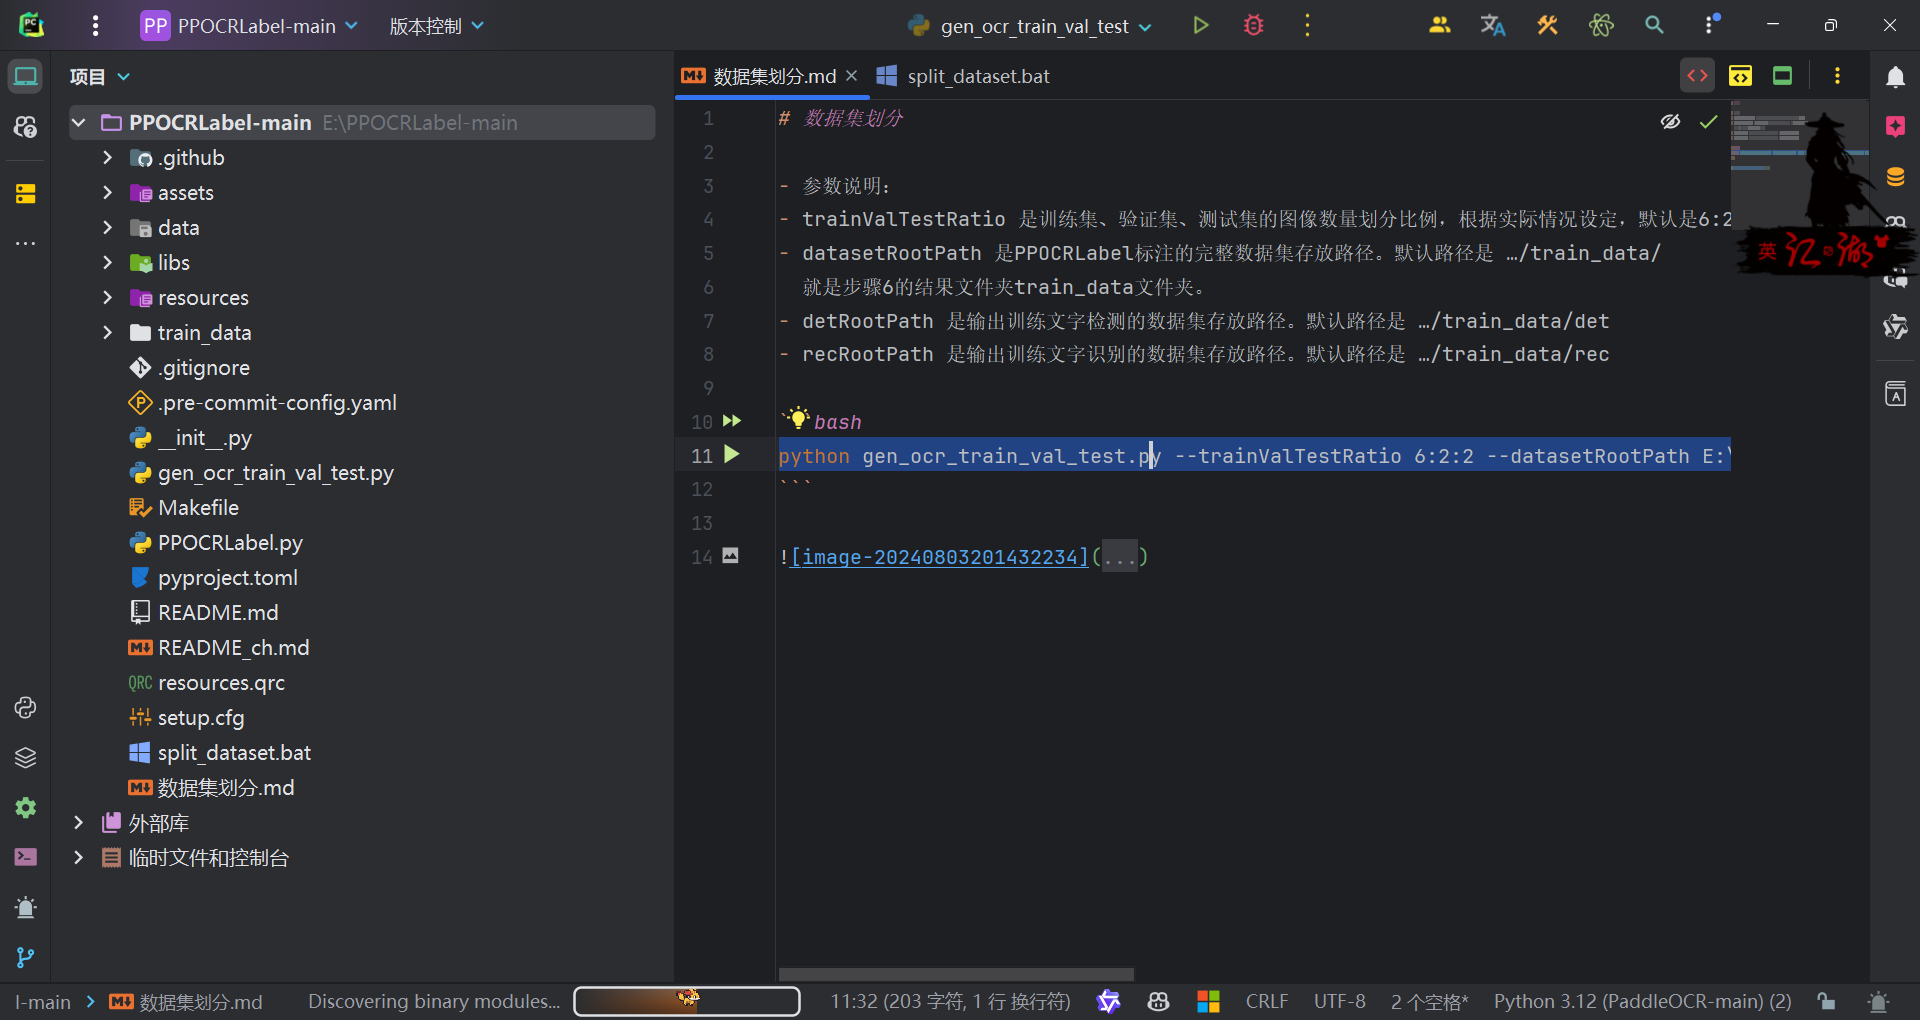 PP PPOCRLabel-main 版本控制 gen_ocr_train_val_test
项目
数据集划分.md split_dataset.bat
PPOCRLabel-main E:\PPOCRLabel-main
.github
assets
data
libs
resources
train_data
.gitignore
.pre-commit-config.yaml
__init__.py
gen_ocr_train_val_test.py
Makefile
PPOCRLabel.py
pyproject.toml
README.md
README_ch.md
QRC resources.qrc
setup.cfg
split_dataset.bat
数据集划分.md
外部库
临时文件和控制台
1 # 数据集划分
2
3 - 参数说明：
4 - trainValTestRatio 是训练集、验证集、测试集的图像数量划分比例，根据实际情况设定，默认是6:2
5 - datasetRootPath 是PPOCRLabel标注的完整数据集存放路径。默认路径是 …/train_data/
6 就是步骤6的结果文件夹train_data文件夹。
7 - detRootPath 是输出训练文字检测的数据集存放路径。默认路径是 …/train_data/det
8 - recRootPath 是输出训练文字识别的数据集存放路径。默认路径是 …/train_data/rec
9
10 `bash
11 python gen_ocr_train_val_test.py --trainValTestRatio 6:2:2 --datasetRootPath E:\
12 ```
13
14 ![image-20240803201432234](...)
英
l-main 数据集划分.md Discovering binary modules... 11:32 (203 字符, 1 行 换行符) CRLF UTF-8 2 个空格* Python 3.12 (PaddleOCR-main) (2)